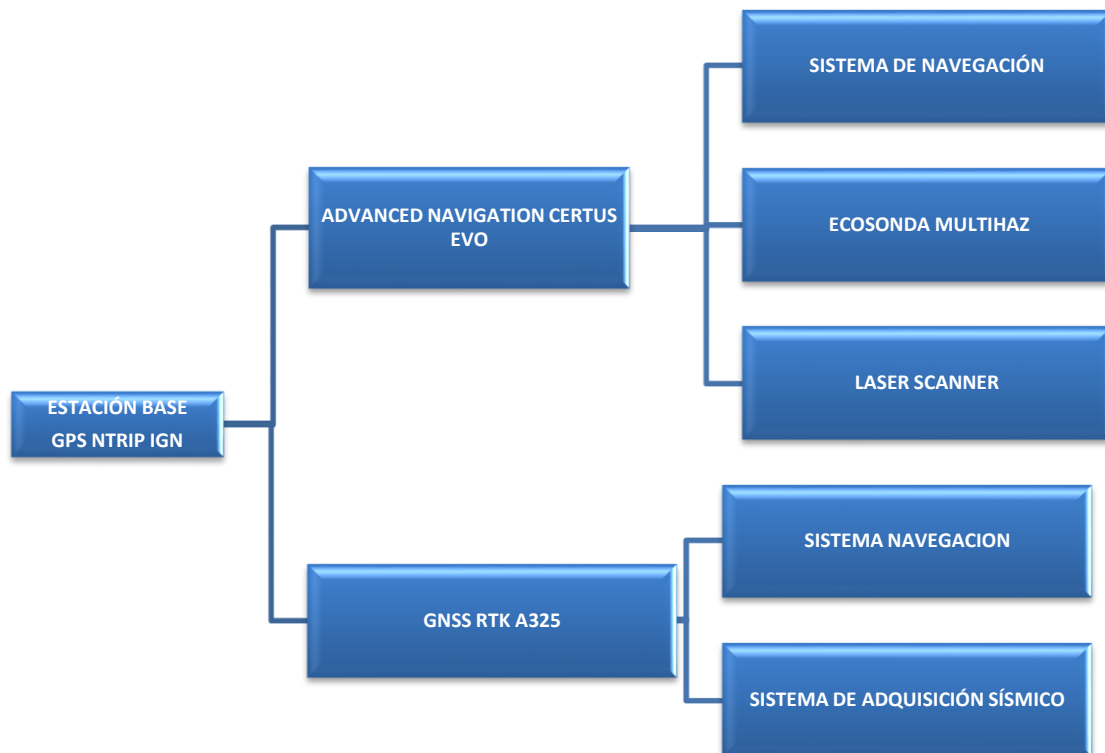 SISTEMA DE NAVEGACIÓN
ADVANCED NAVIGATION CERTUS
EVO
ECOSONDA MULTIHAZ
LASER SCANNER
ESTACIÓN BASE
GPS NTRIP IGN
SISTEMA NAVEGACION
GNSS RTK A325
SISTEMA DE ADQUISICIÓN SÍSMICO